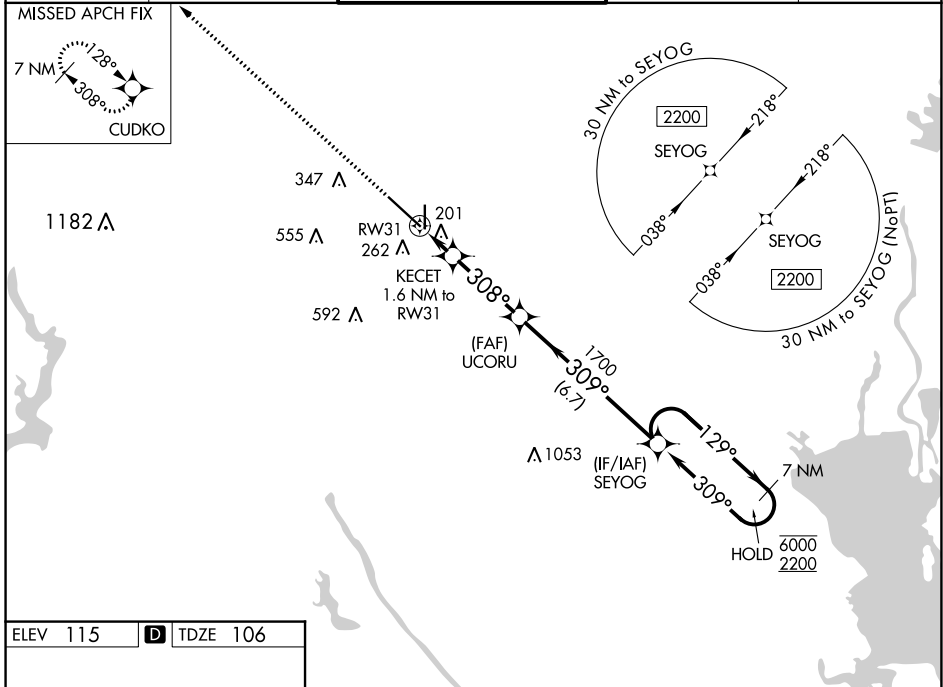 MISSED APCH FIX
7 NM
128°
308°
CUDKO
30 NM to SEYOG
2200
SEYOG
218°
038°
218°
SEYOG
038°
2200
30 NM to SEYOG (NoPT)
347
1182
555
RW31
201
262
KECET
1.6 NM to
RW31
308°
592
(FAF)
UCORU
1700
309°
(6.7)
1053
(IF/IAF)
SEYOG
129°
309°
7 NM
HOLD
6000
2200
ELEV 115 D TDZE 106